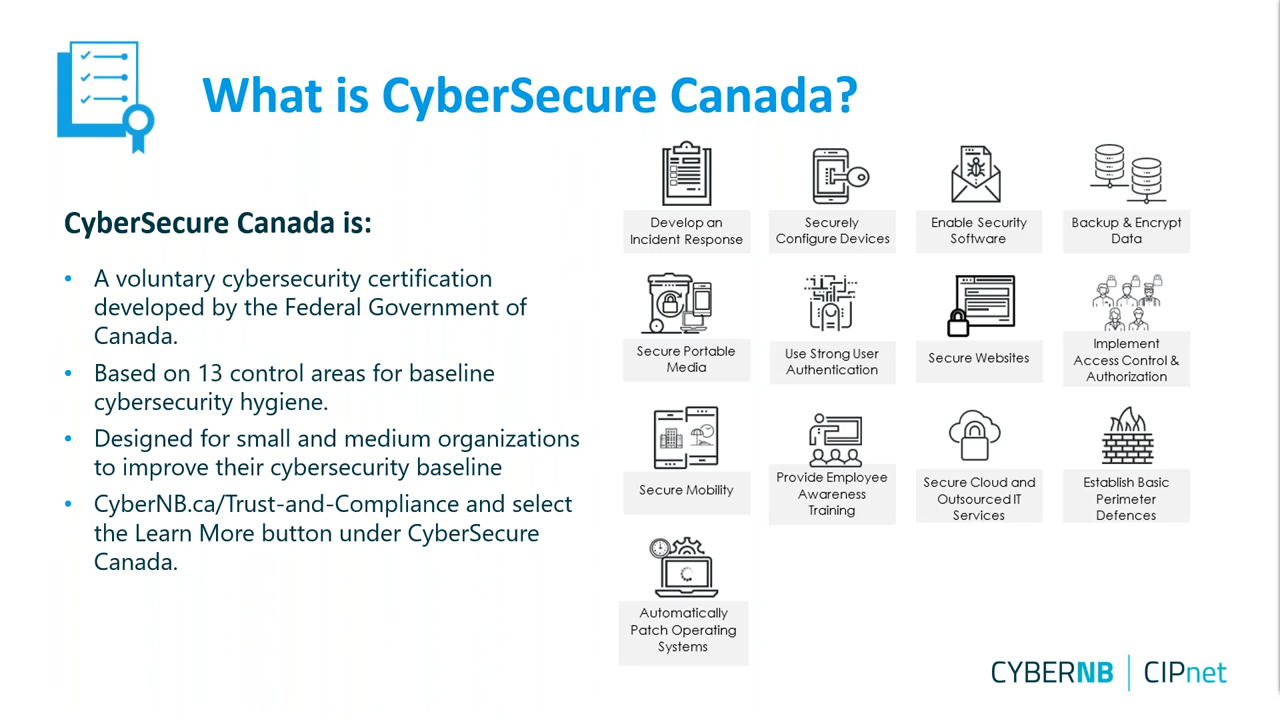 What is CyberSecure Canada?
CyberSecure Canada is:
• A voluntary cybersecurity certification
developed by the Federal Government of
Canada.
• Based on 13 control areas for baseline
cybersecurity hygiene.
• Designed for small and medium organizations
to improve their cybersecurity baseline
• CyberNB.ca/Trust-and-Compliance and select
the Learn More button under CyberSecure
Canada.
Develop an
Incident Response
Securely
Configure Devices
Enable Security
Software
Backup & Encrypt
Data
Secure Portable
Media
Use Strong User
Authentication
Secure Websites
Implement
Access Control &
Authorization
Secure Mobility
Provide Employee
Awareness
Training
Secure Cloud and
Outsourced IT
Services
Establish Basic
Perimeter
Defences
Automatically
Patch Operating
Systems
CYBERNB | CIPnet